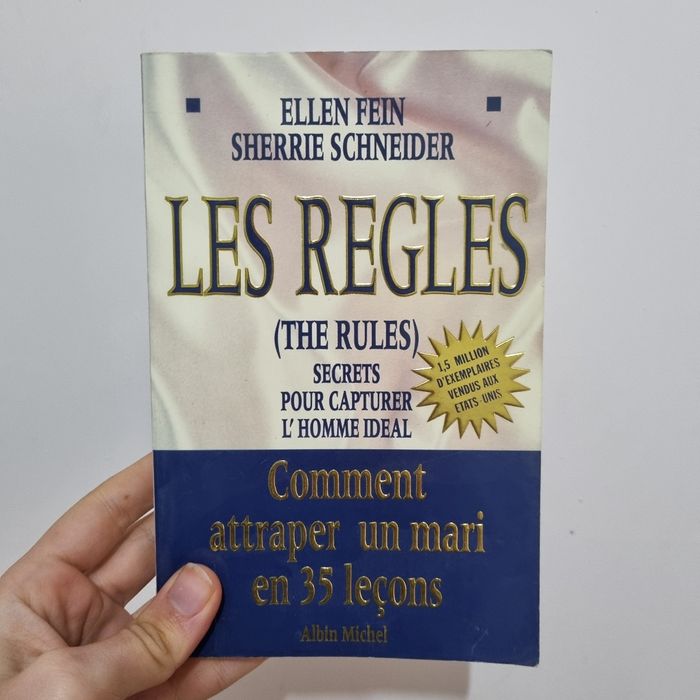 ELLEN FEIN
SHERRIE SCHNEIDER
LES REGLES
(THE RULES)
SECRETS
POUR CAPTURER
L'HOMME IDEAL
1,5 MILLION
D'EXEMPLAIRES
VENDUS AUX
ETATS-UNIS
Comment
attraper un mari
en 35 leçons
Albin Michel